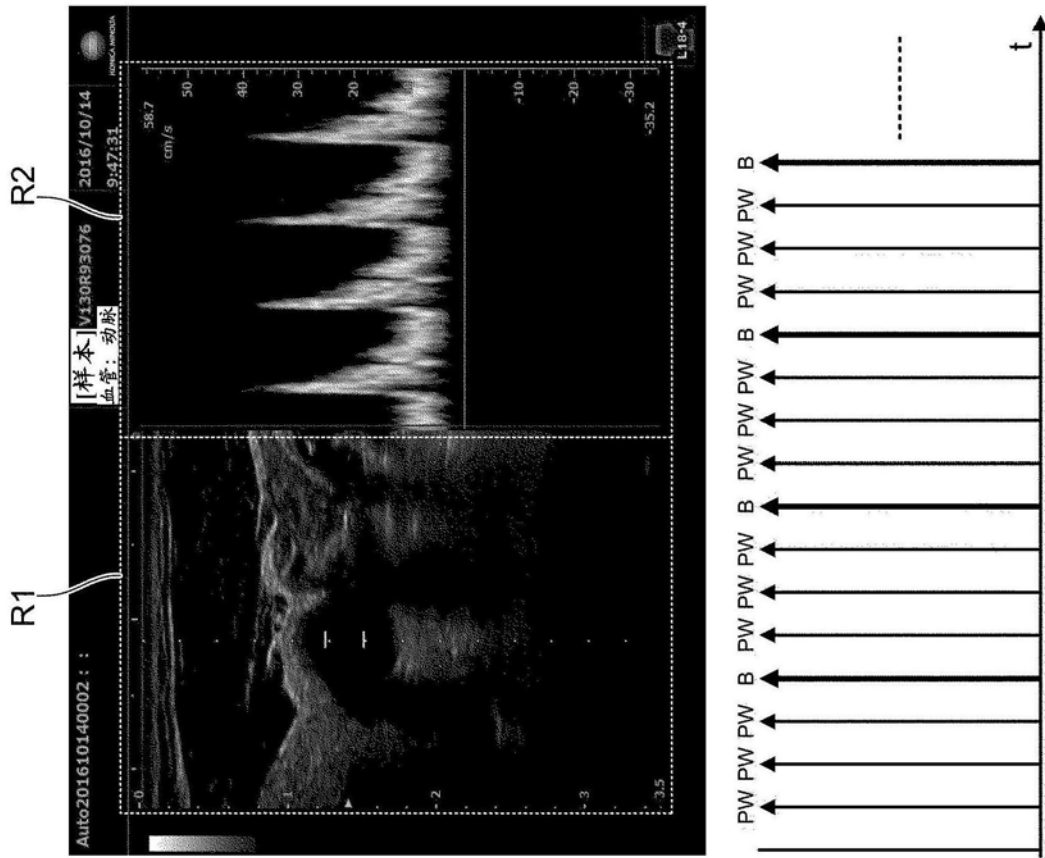 R1
R2
Auto201610140002 : :
[样本]
血管: 动脉
V130R93076
2016/10/14
9:47:31
KONICA MINOLTA
0
1
2
3.5
58.7
cm/s
50
40
30
20
-10
-20
-30
-35.2
L18-4
PW PW PW B PW PW PW B PW PW PW B PW PW PW B
t